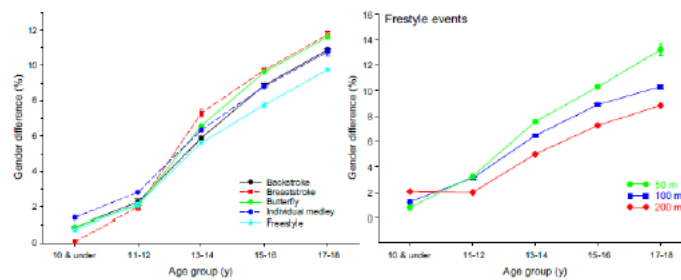 12
10
8
6
4
2
0
Gender difference (%)
Backstroke
Breaststroke
Butterfly
Individual medley
Freestyle
10 & under
11-12
13-14
15-16
17-18
Age group (y)
Frestyle events
16
14
12
10
8
6
4
2
0
Gender difference (%)
50 m
100 m
200 m
10 & under
11-12
13-14
15-16
17-18
Age group (y)